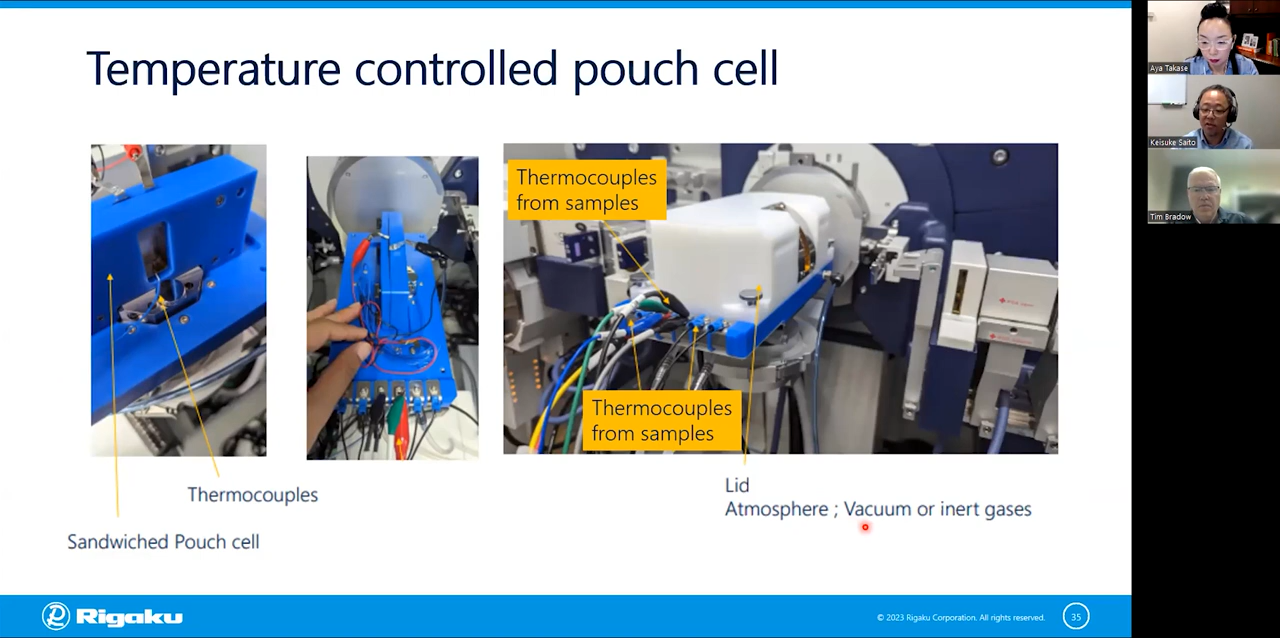 Temperature controlled pouch cell
Thermocouples
from samples
Thermocouples
from samples
Thermocouples
Sandwiched Pouch cell
Lid
Atmosphere ; Vacuum or inert gases
Rigaku
© 2023 Rigaku Corporation. All rights reserved.
35
Aya Takase
Keisuke Saito
Tim Bradow